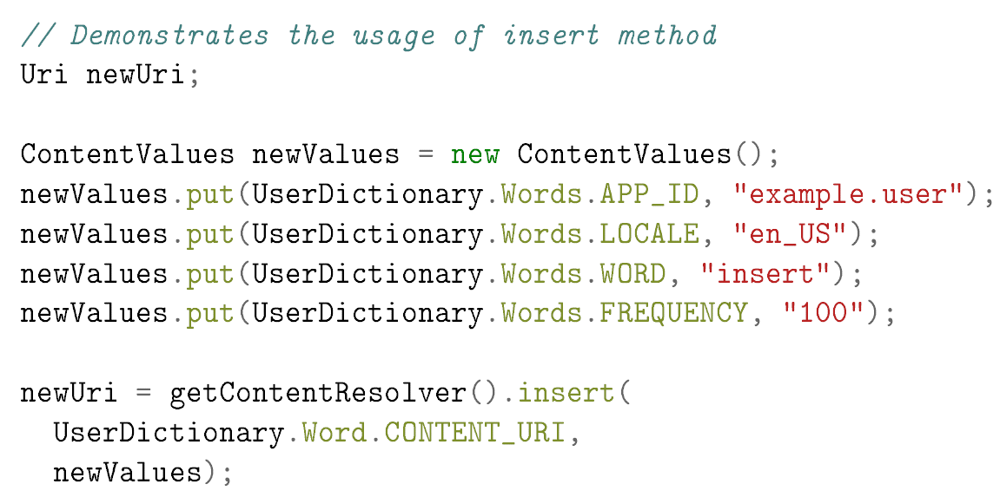 // Demonstrates the usage of insert method
Uri newUri;
ContentValues newValues = new ContentValues();
newValues.put(UserDictionary.Words.APP_ID, "example.user");
newValues.put(UserDictionary.Words.LOCALE, "en_US");
newValues.put(UserDictionary.Words.WORD, "insert");
newValues.put(UserDictionary.Words.FREQUENCY, "100");
newUri = getContentResolver().insert(
UserDictionary.Word.CONTENT_URI,
newValues);